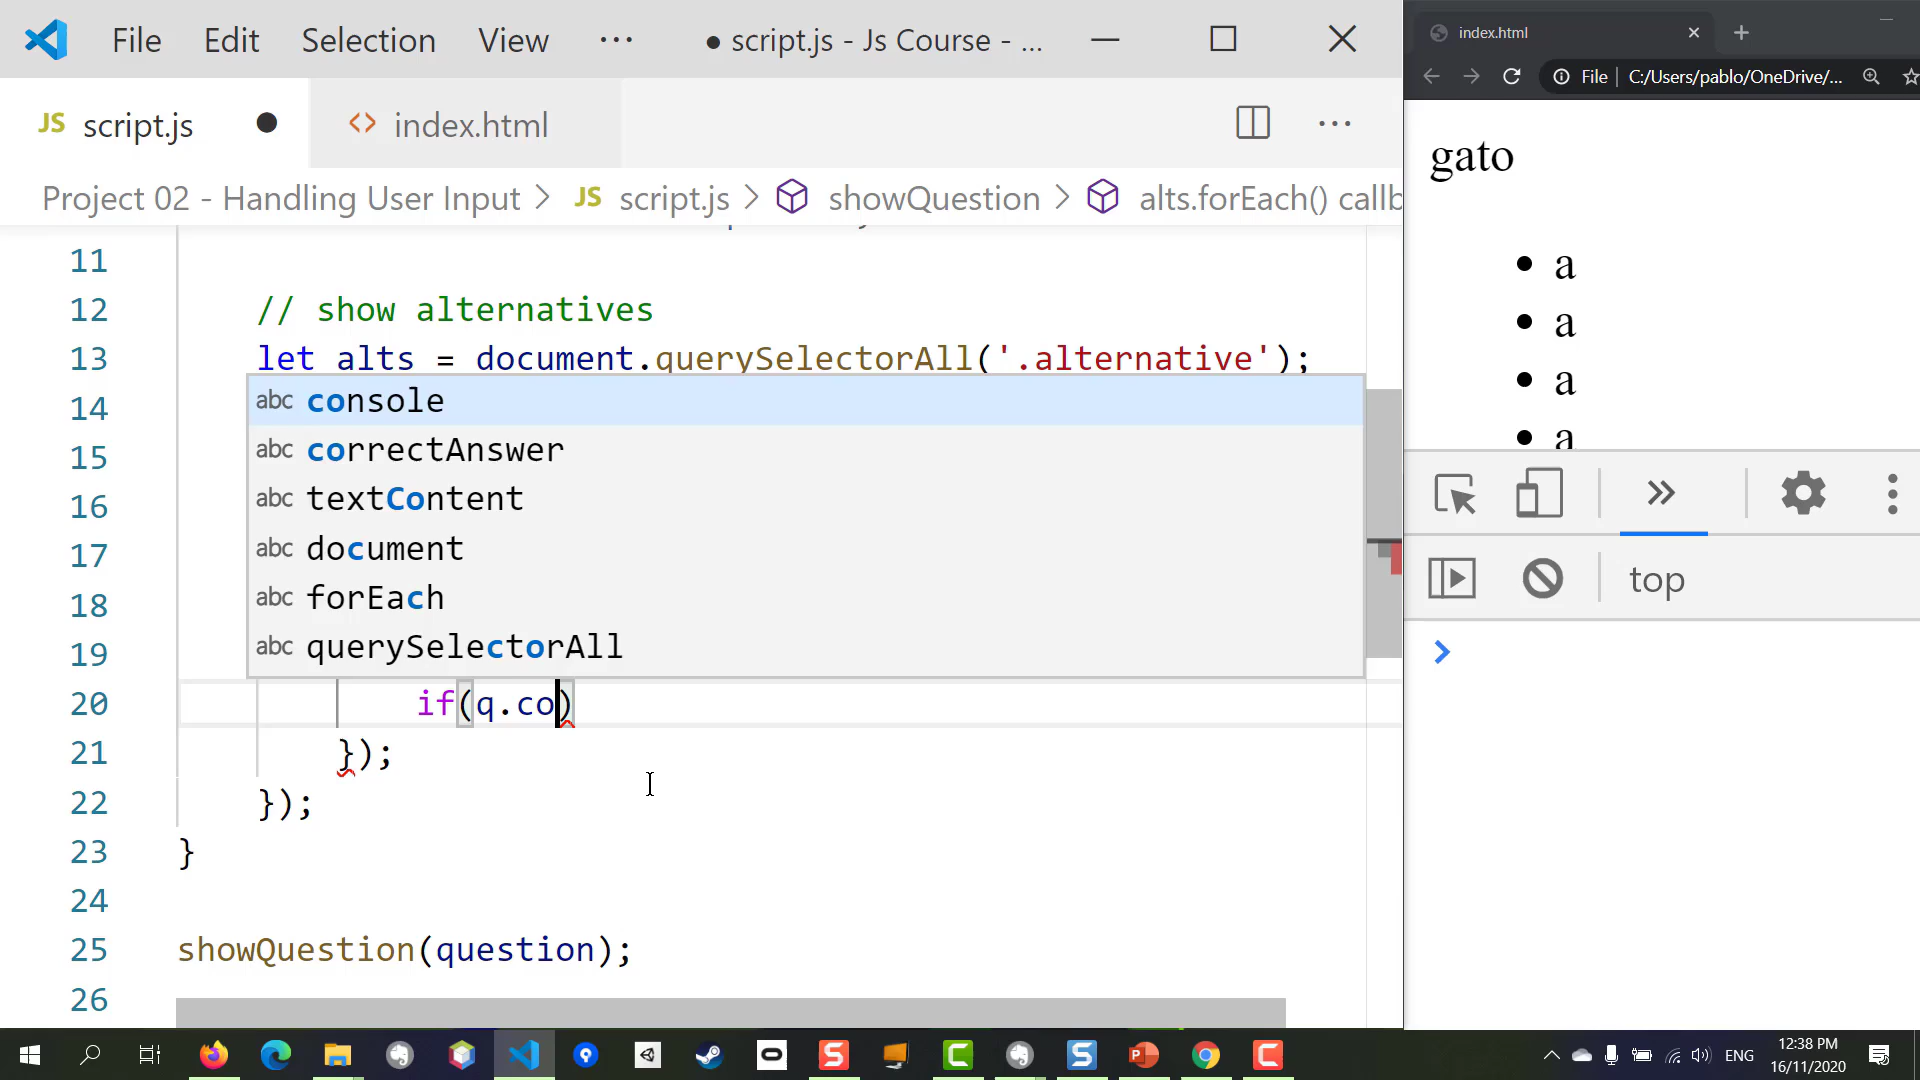 File Edit Selection View ··· ● script.js - Js Course - ...
JS script.js ● <> index.html ···
Project 02 - Handling User Input > JS script.js > showQuestion > alts.forEach() callb
11
12 // show alternatives
13 let alts = document.querySelectorAll('.alternative');
14
15
16
17
18
19
abc console
abc correctAnswer
abc textContent
abc document
abc forEach
abc querySelectorAll
20 if(q.co)
21 });
22 });
23 }
24
25 showQuestion(question);
26
index.html
File C:/Users/pablo/OneDrive/...
gato
• a
• a
• a
• a
top
ENG
12:38 PM
16/11/2020